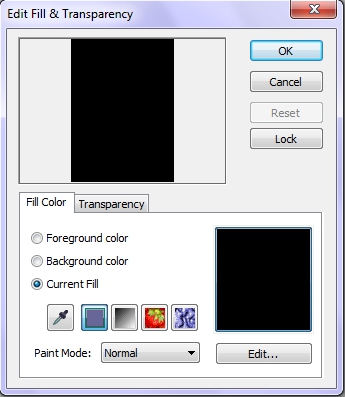 Edit Fill & Transparency
OK
Cancel
Reset
Lock
Fill Color
Transparency
Foreground color
Background color
Current Fill
Paint Mode: Normal
Edit...